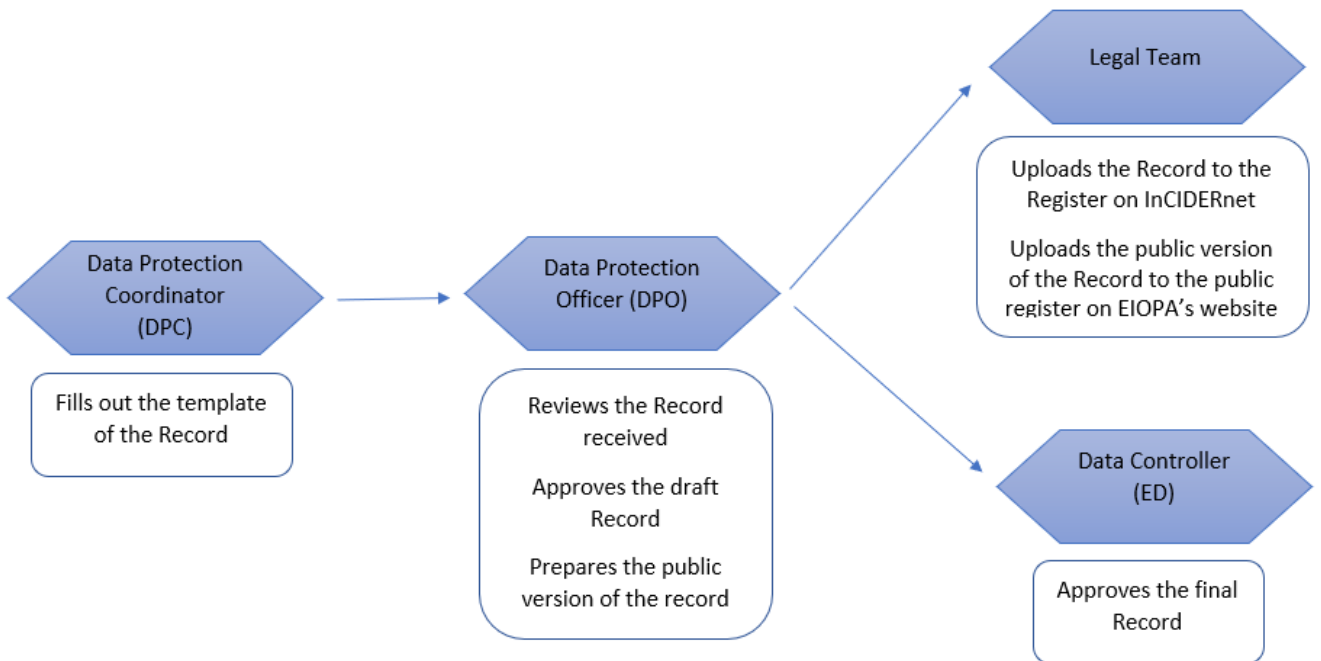 Data Protection
Coordinator
(DPC)
Fills out the template
of the Record
Data Protection
Officer (DPO)
Reviews the Record
received
Approves the draft
Record
Prepares the public
version of the record
Legal Team
Uploads the Record to the
Register on InCIDERnet
Uploads the public version
of the Record to the public
register on EIOPA’s website
Data Controller
(ED)
Approves the final
Record